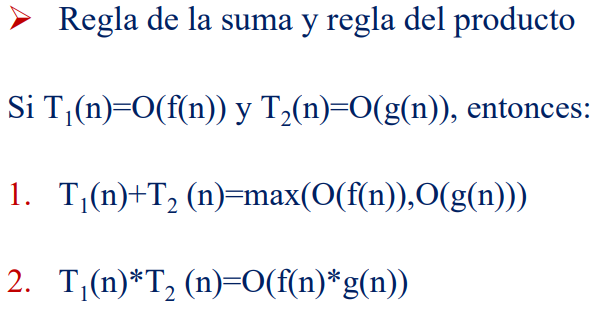 ➢ Regla de la suma y regla del producto
Si T₁(n)=O(f(n)) y T₂(n)=O(g(n)), entonces:
1. T₁(n)+T₂ (n)=max(O(f(n)),O(g(n)))
2. T₁(n)*T₂ (n)=O(f(n)*g(n))